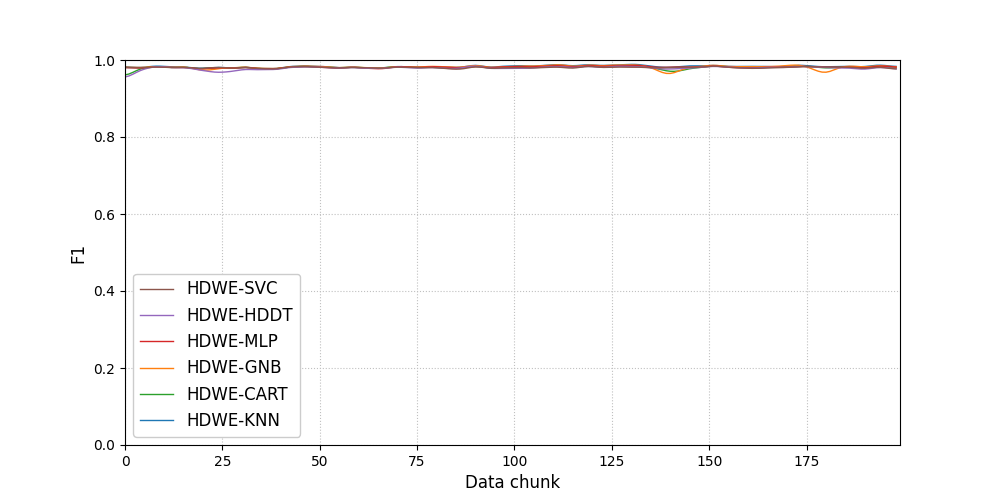 1.0
0.8
0.6
0.4
0.2
0.0
F1
HDWE-SVC
HDWE-HDDT
HDWE-MLP
HDWE-GNB
HDWE-CART
HDWE-KNN
0 25 50 75 100 125 150 175
Data chunk